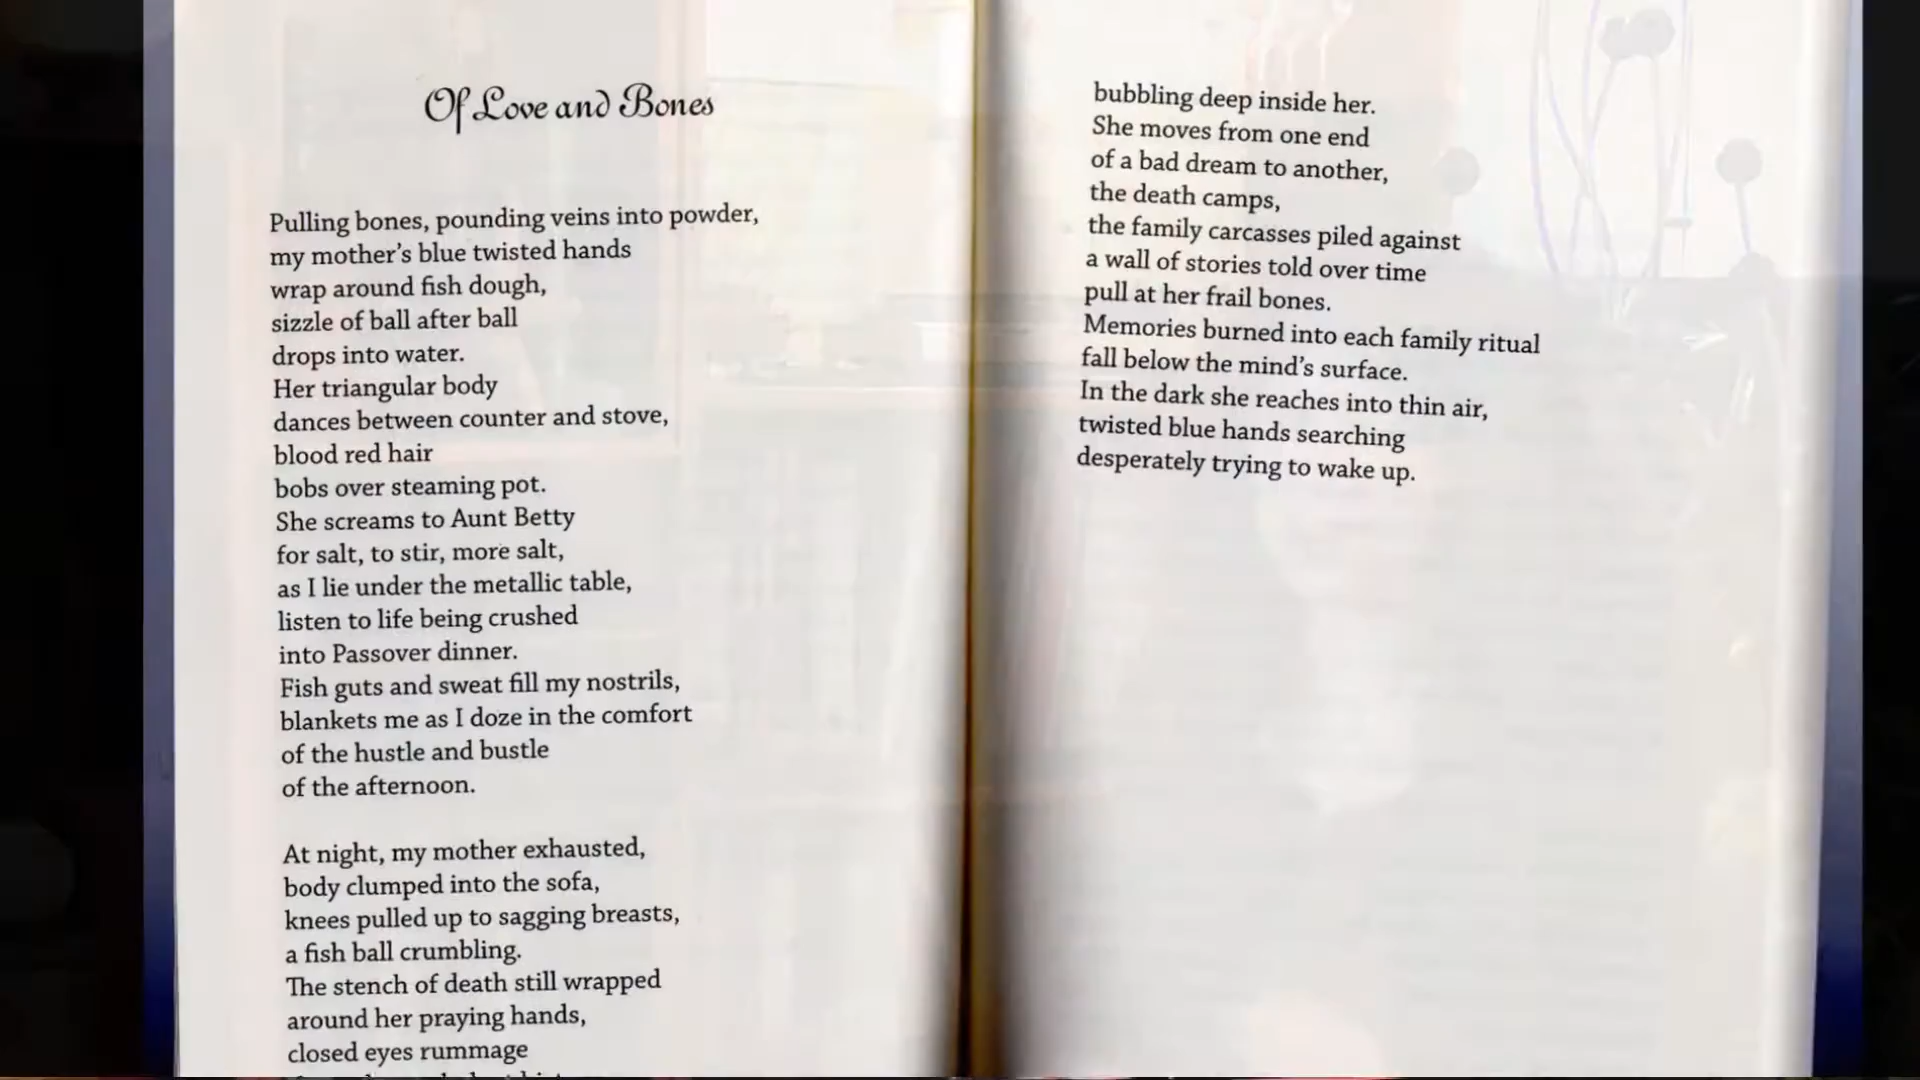 Of Love and Bones
Pulling bones, pounding veins into powder,
my mother's blue twisted hands
wrap around fish dough,
sizzle of ball after ball
drops into water.
Her triangular body
dances between counter and stove,
blood red hair
bobs over steaming pot.
She screams to Aunt Betty
for salt, to stir, more salt,
as I lie under the metallic table,
listen to life being crushed
into Passover dinner.
Fish guts and sweat fill my nostrils,
blankets me as I doze in the comfort
of the hustle and bustle
of the afternoon.
At night, my mother exhausted,
body clumped into the sofa,
knees pulled up to sagging breasts,
a fish ball crumbling.
The stench of death still wrapped
around her praying hands,
closed eyes rummage
bubbling deep inside her.
She moves from one end
of a bad dream to another,
the death camps,
the family carcasses piled against
a wall of stories told over time
pull at her frail bones.
Memories burned into each family ritual
fall below the mind's surface.
In the dark she reaches into thin air,
twisted blue hands searching
desperately trying to wake up.